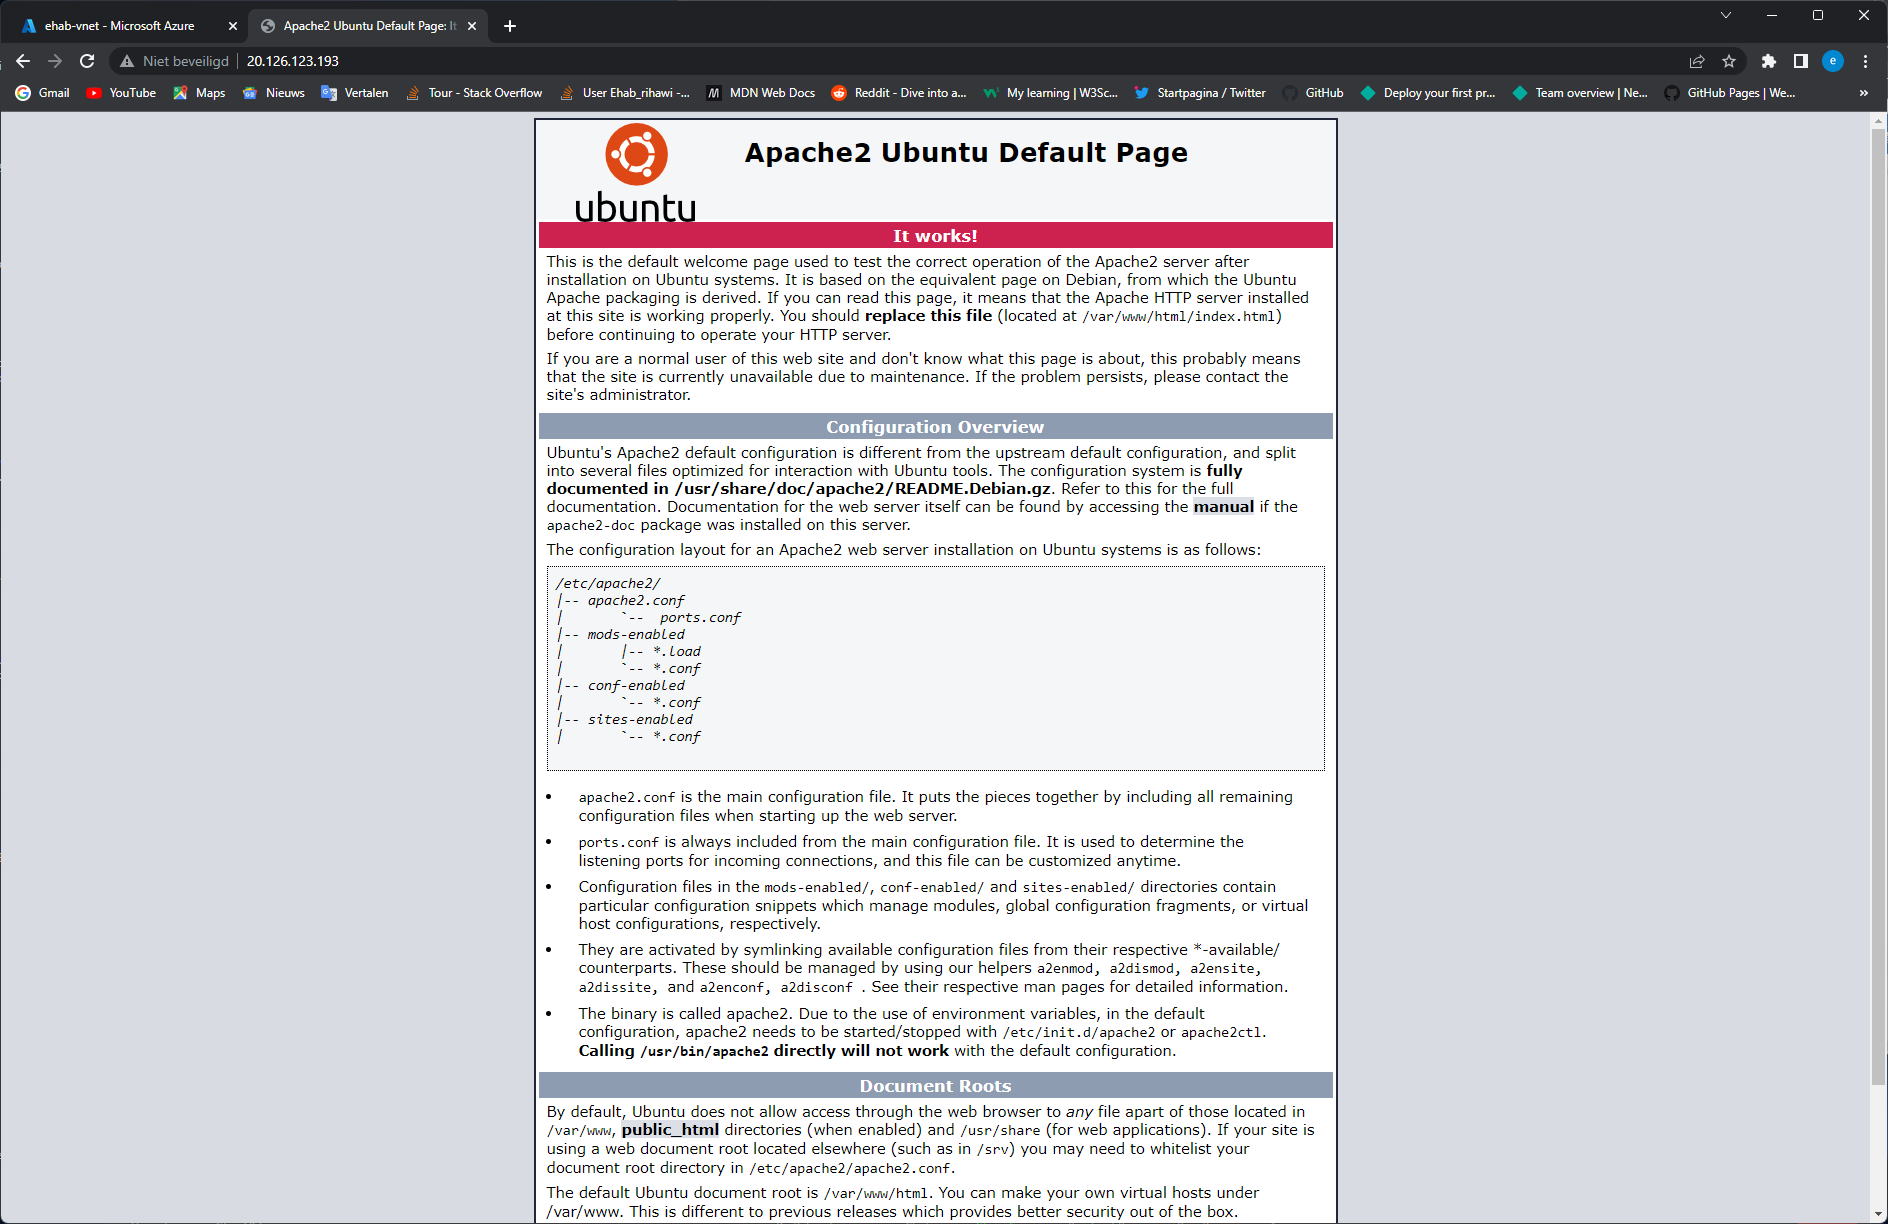 ehab-vnet - Microsoft Azure
Apache2 Ubuntu Default Page: It
Niet beveiligd
20.126.123.193
e
Gmail
YouTube
Maps
Nieuws
Vertalen
Tour - Stack Overflow
User Ehab_rihawi -...
MDN Web Docs
Reddit - Dive into a...
My learning | W3Sc...
Startpagina / Twitter
GitHub
Deploy your first pr...
Team overview | Ne...
GitHub Pages | We...
»
ubuntu
Apache2 Ubuntu Default Page
It works!
This is the default welcome page used to test the correct operation of the Apache2 server after
installation on Ubuntu systems. It is based on the equivalent page on Debian, from which the Ubuntu
Apache packaging is derived. If you can read this page, it means that the Apache HTTP server installed
at this site is working properly. You should replace this file (located at /var/www/html/index.html)
before continuing to operate your HTTP server.
If you are a normal user of this web site and don't know what this page is about, this probably means
that the site is currently unavailable due to maintenance. If the problem persists, please contact the
site's administrator.
Configuration Overview
Ubuntu's Apache2 default configuration is different from the upstream default configuration, and split
into several files optimized for interaction with Ubuntu tools. The configuration system is fully
documented in /usr/share/doc/apache2/README.Debian.gz. Refer to this for the full
documentation. Documentation for the web server itself can be found by accessing the manual if the
apache2-doc package was installed on this server.
The configuration layout for an Apache2 web server installation on Ubuntu systems is as follows:
/etc/apache2/
|-- apache2.conf
|       `--  ports.conf
|-- mods-enabled
|       |-- *.load
|       `-- *.conf
|-- conf-enabled
|       `-- *.conf
|-- sites-enabled
|       `-- *.conf
• apache2.conf is the main configuration file. It puts the pieces together by including all remaining
configuration files when starting up the web server.
• ports.conf is always included from the main configuration file. It is used to determine the
listening ports for incoming connections, and this file can be customized anytime.
• Configuration files in the mods-enabled/, conf-enabled/ and sites-enabled/ directories contain
particular configuration snippets which manage modules, global configuration fragments, or virtual
host configurations, respectively.
• They are activated by symlinking available configuration files from their respective *-available/
counterparts. These should be managed by using our helpers a2enmod, a2dismod, a2ensite,
a2dissite, and a2enconf, a2disconf . See their respective man pages for detailed information.
• The binary is called apache2. Due to the use of environment variables, in the default
configuration, apache2 needs to be started/stopped with /etc/init.d/apache2 or apache2ctl.
Calling /usr/bin/apache2 directly will not work with the default configuration.
Document Roots
By default, Ubuntu does not allow access through the web browser to any file apart of those located in
/var/www, public_html directories (when enabled) and /usr/share (for web applications). If your site is
using a web document root located elsewhere (such as in /srv) you may need to whitelist your
document root directory in /etc/apache2/apache2.conf.
The default Ubuntu document root is /var/www/html. You can make your own virtual hosts under
/var/www. This is different to previous releases which provides better security out of the box.